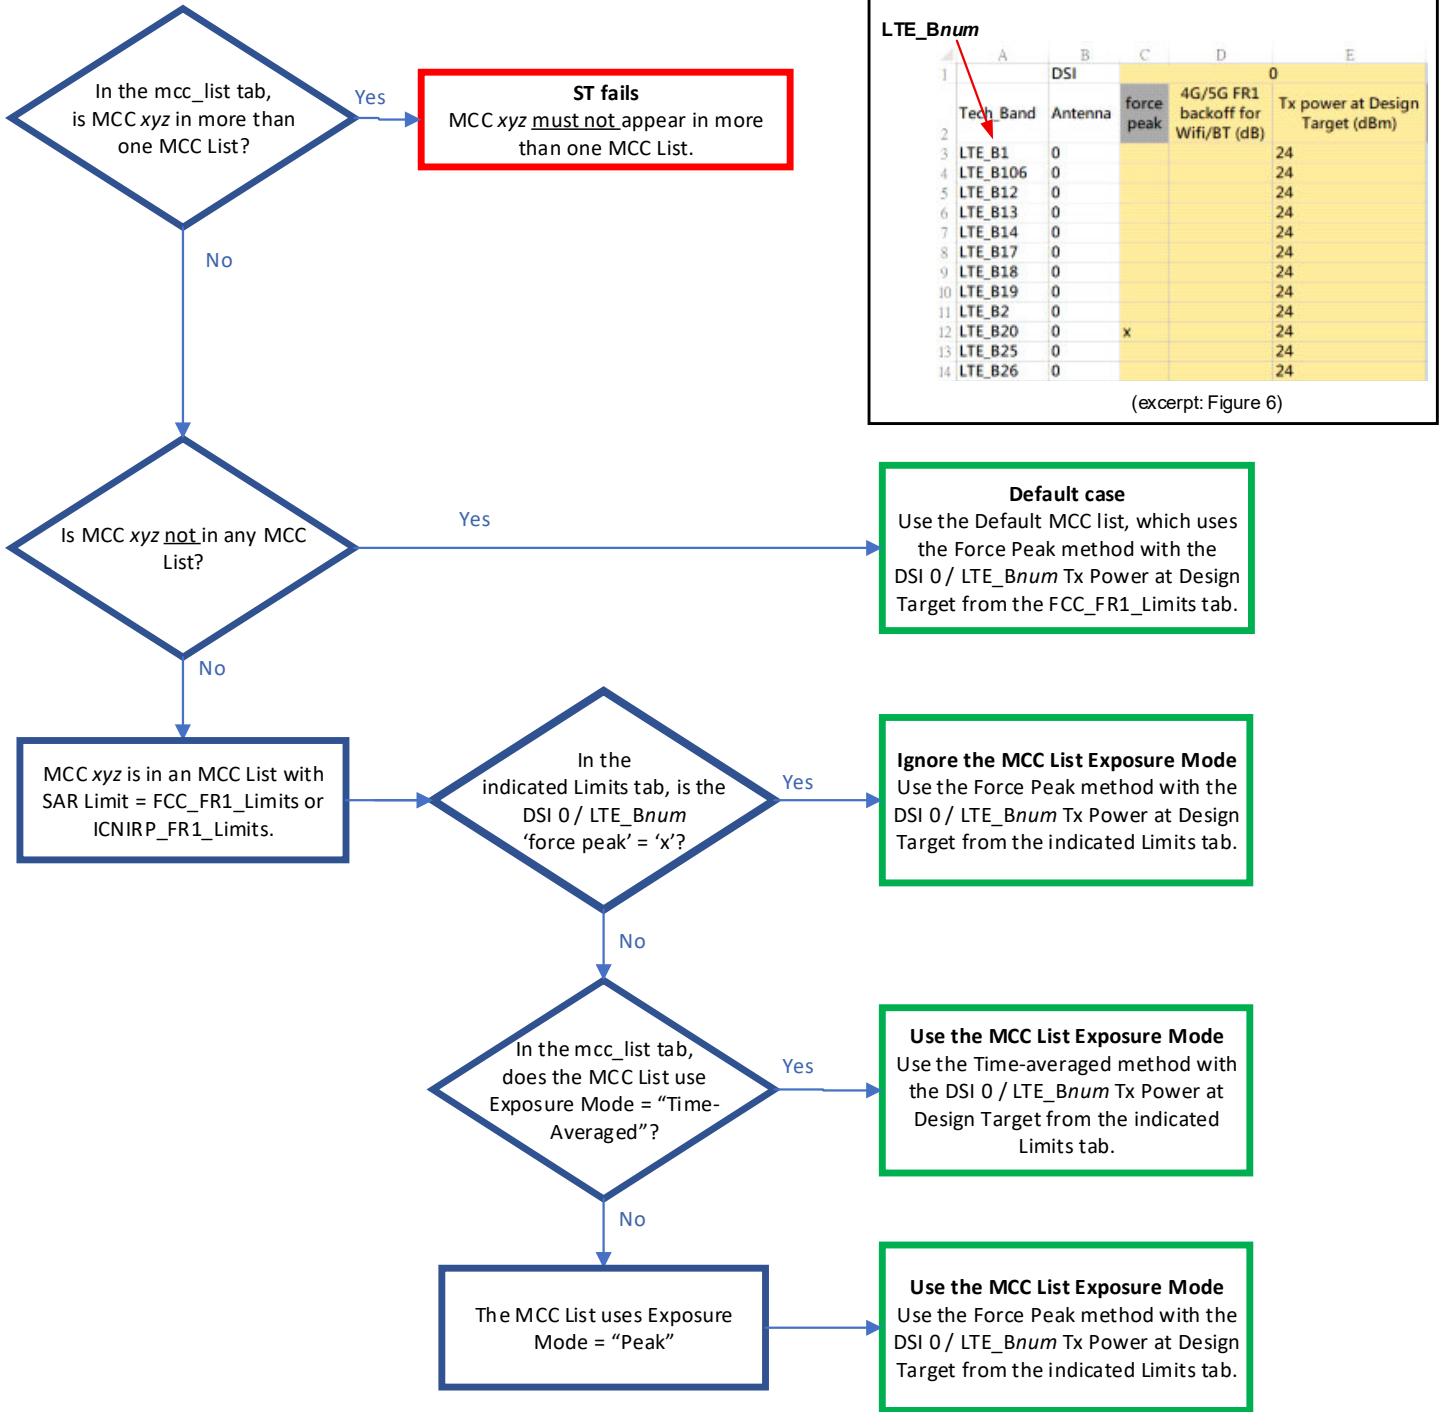 In the mcc_list tab,
is MCC xyz in more than
one MCC List?
Yes
ST fails
MCC xyz must not appear in more
than one MCC List.
No
LTE_Bnum
A B C D E
1 DSI 0
2 Tech_Band Antenna force peak 4G/5G FR1 backoff for Wifi/BT (dB) Tx power at Design Target (dBm)
3 LTE_B1 0 24
4 LTE_B106 0 24
5 LTE_B12 0 24
6 LTE_B13 0 24
7 LTE_B14 0 24
8 LTE_B17 0 24
9 LTE_B18 0 24
10 LTE_B19 0 24
11 LTE_B2 0 24
12 LTE_B20 0 x 24
13 LTE_B25 0 24
14 LTE_B26 0 24
(excerpt: Figure 6)
Is MCC xyz not in any MCC
List?
Yes
Default case
Use the Default MCC list, which uses
the Force Peak method with the
DSI 0 / LTE_Bnum Tx Power at Design
Target from the FCC_FR1_Limits tab.
No
MCC xyz is in an MCC List with
SAR Limit = FCC_FR1_Limits or
ICNIRP_FR1_Limits.
In the
indicated Limits tab, is the
DSI 0 / LTE_Bnum
‘force peak’ = ‘x’?
Yes
Ignore the MCC List Exposure Mode
Use the Force Peak method with the
DSI 0 / LTE_Bnum Tx Power at Design
Target from the indicated Limits tab.
No
In the mcc_list tab,
does the MCC List use
Exposure Mode = “Time-
Averaged”?
Yes
Use the MCC List Exposure Mode
Use the Time-averaged method with
the DSI 0 / LTE_Bnum Tx Power at
Design Target from the indicated
Limits tab.
No
The MCC List uses Exposure
Mode = “Peak”
Use the MCC List Exposure Mode
Use the Force Peak method with the
DSI 0 / LTE_Bnum Tx Power at Design
Target from the indicated Limits tab.